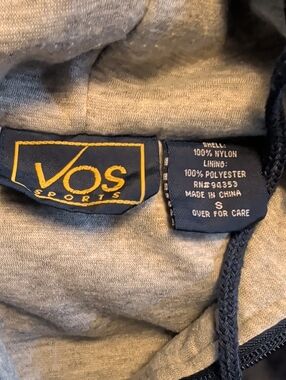 VOS
SPORTS
SHELL:
100% NYLON
LINING:
100% POLYESTER
RN#94353
MADE IN CHINA
S
OVER FOR CARE